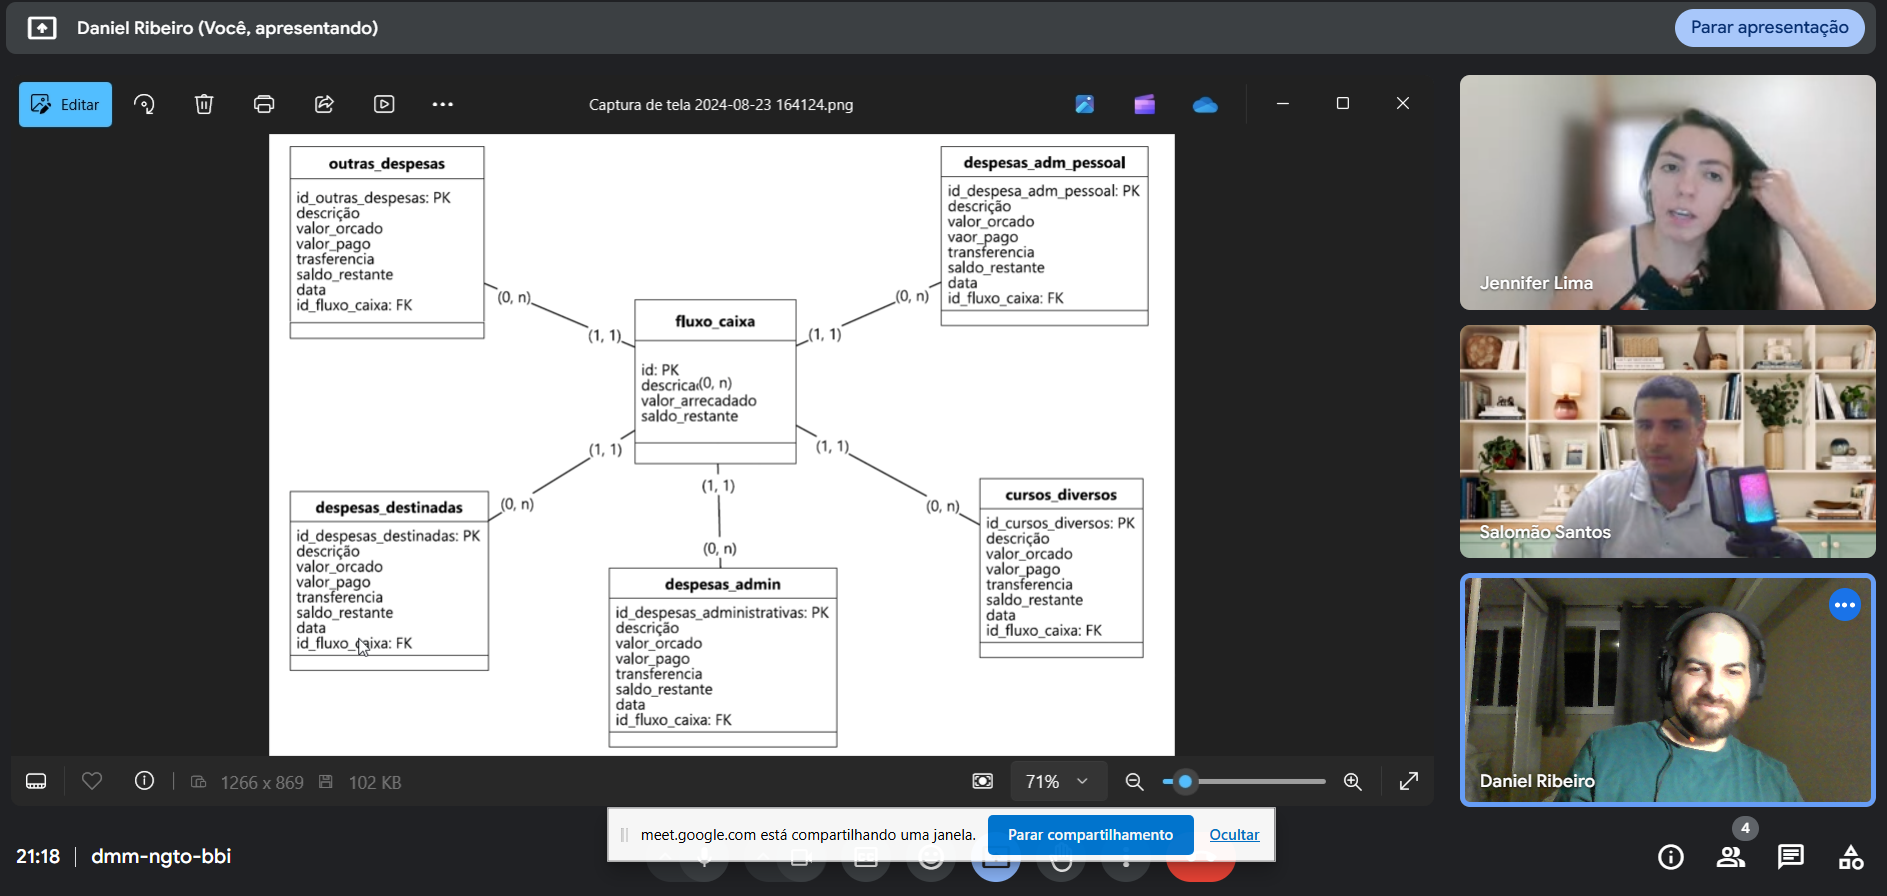 Daniel Ribeiro (Você, apresentando)
Parar apresentação
Editar
Captura de tela 2024-08-23 164124.png
outras_despesas
id_outras_despesas: PK
descrição
valor_orcado
valor_pago
trasferencia
saldo_restante
data
id_fluxo_caixa: FK
despesas_adm_pessoal
id_despesa_adm_pessoal: PK
descrição
valor_orcado
vaor_pago
transferencia
saldo_restante
data
id_fluxo_caixa: FK
(0, n)
(1, 1)
(0, n)
(1, 1)
fluxo_caixa
id: PK
descrica(0, n)
valor_arrecadado
saldo_restante
(1, 1)
(0, n)
(1, 1)
(0, n)
(1, 1)
(0, n)
despesas_destinadas
id_despesas_destinadas: PK
descrição
valor_orcado
valor_pago
transferencia
saldo_restante
data
id_fluxo_caixa: FK
despesas_admin
id_despesas_administrativas: PK
descrição
valor_orcado
valor_pago
transferencia
saldo_restante
data
id_fluxo_caixa: FK
cursos_diversos
id_cursos_diversos: PK
descrição
valor_orcado
valor_pago
transferencia
saldo_restante
data
id_fluxo_caixa: FK
Jennifer Lima
Salomão Santos
Daniel Ribeiro
1266 x 869
102 KB
71%
meet.google.com está compartilhando uma janela.
Parar compartilhamento
Ocultar
21:18
dmm-ngto-bbi
4